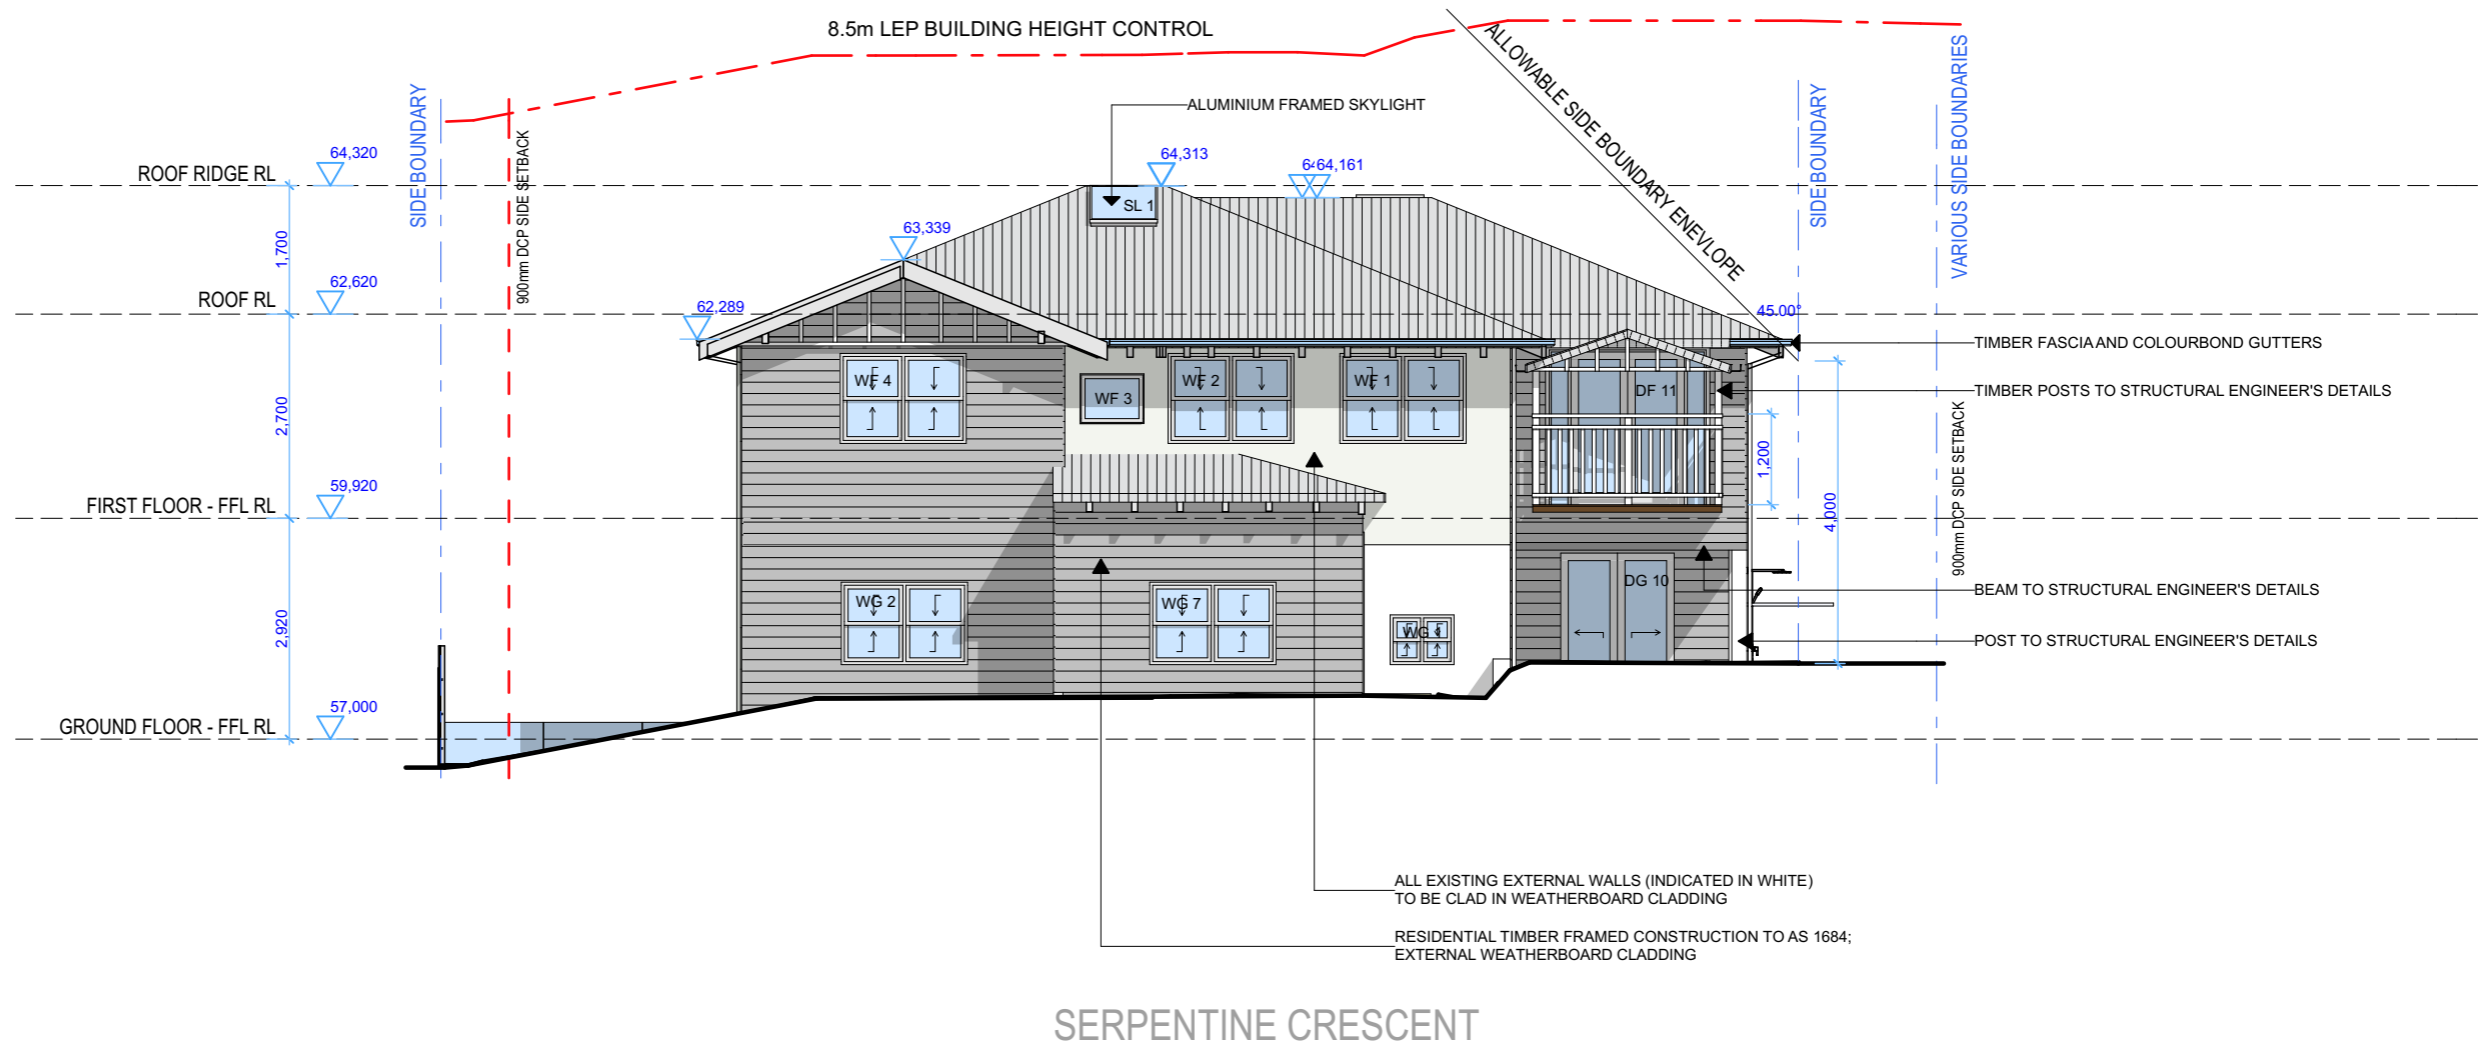 8.5m LEP BUILDING HEIGHT CONTROL
ALLOWABLE SIDE BOUNDARY ENEVLOPE
VARIOUS SIDE BOUNDARIES
SIDE BOUNDARY
SIDE BOUNDARY
900mm DCP SIDE SETBACK
ALUMINIUM FRAMED SKYLIGHT
ROOF RIDGE RL
64,320
64,313
64,161
SL 1
63,339
1,700
ROOF RL
62,620
62,289
45.00°
TIMBER FASCIA AND COLOURBOND GUTTERS
WF 4
WF 3
WF 2
WF 1
DF 11
TIMBER POSTS TO STRUCTURAL ENGINEER'S DETAILS
2,700
1,200
4,000
900mm DCP SIDE SETBACK
FIRST FLOOR - FFL RL
59,920
WG 2
WG 7
DG 10
BEAM TO STRUCTURAL ENGINEER'S DETAILS
2,920
POST TO STRUCTURAL ENGINEER'S DETAILS
GROUND FLOOR - FFL RL
57,000
ALL EXISTING EXTERNAL WALLS (INDICATED IN WHITE)
TO BE CLAD IN WEATHERBOARD CLADDING
RESIDENTIAL TIMBER FRAMED CONSTRUCTION TO AS 1684;
EXTERNAL WEATHERBOARD CLADDING
SERPENTINE CRESCENT